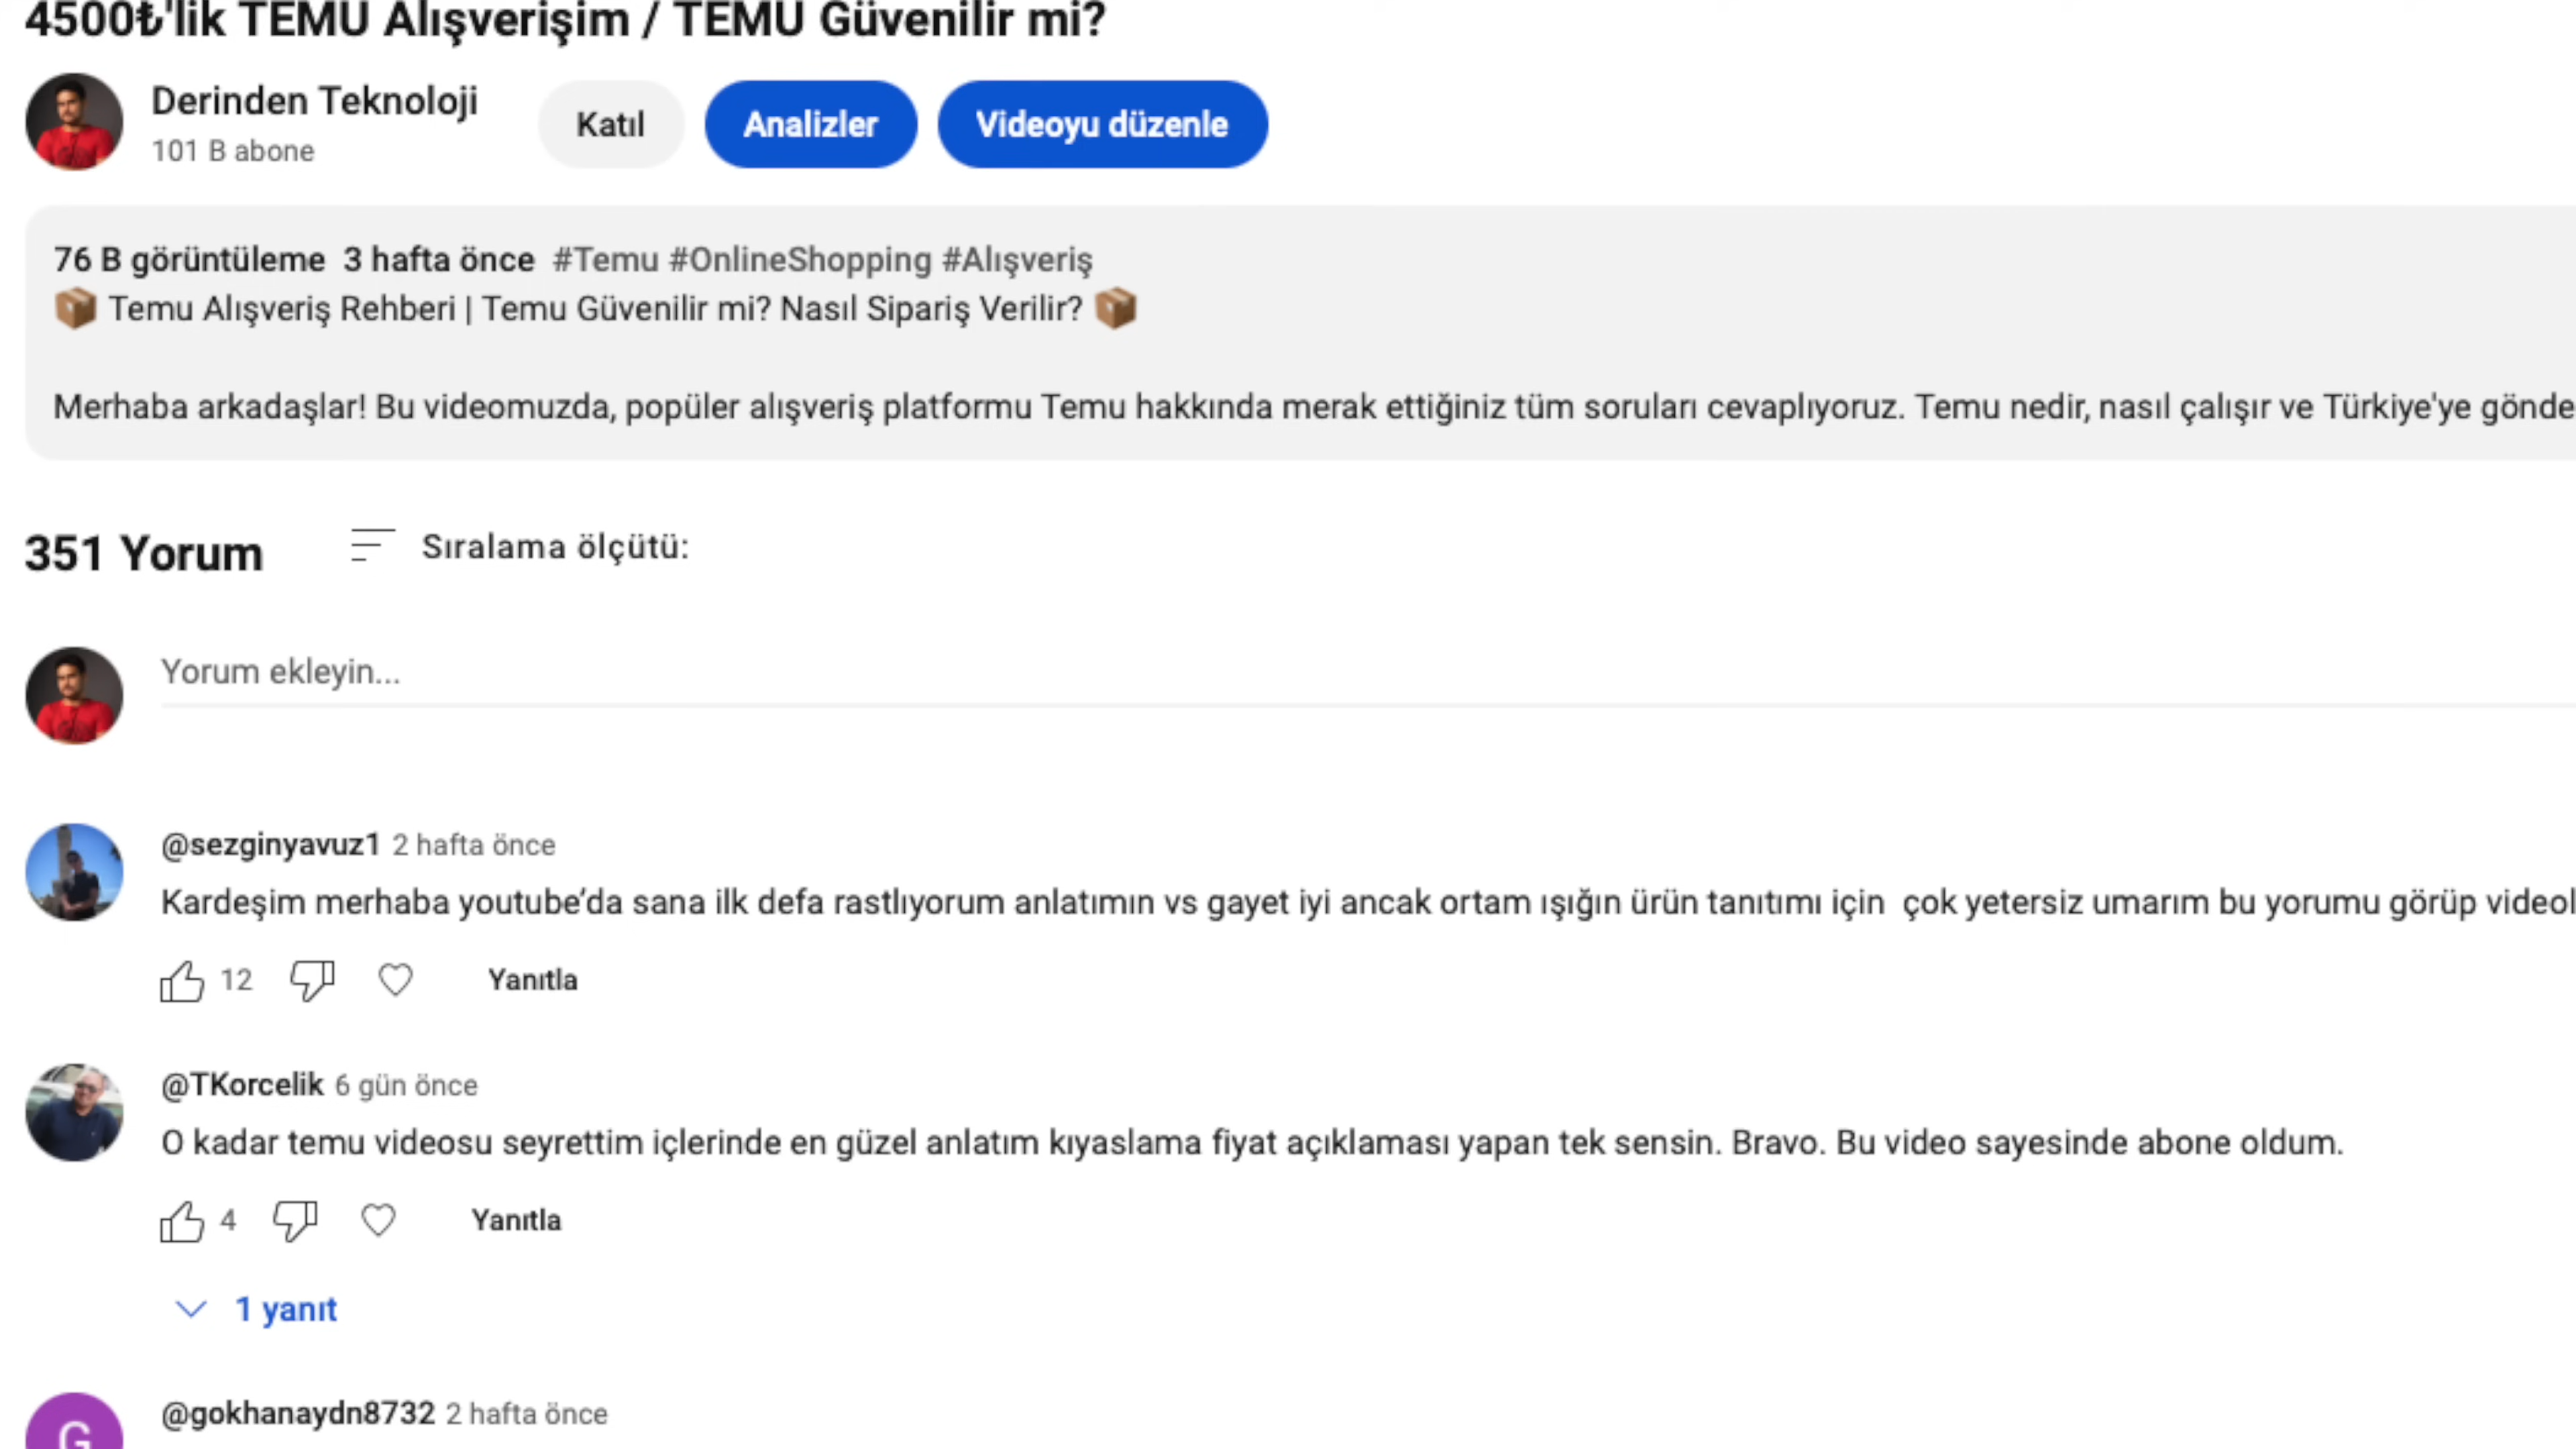 4500₺'lik TEMU Alışverişim / TEMU Güvenilir mi?
Derinden Teknoloji
101 B abone
Katıl
Analizler
Videoyu düzenle
76 B görüntüleme 3 hafta önce #Temu #OnlineShopping #Alışveriş
📦 Temu Alışveriş Rehberi | Temu Güvenilir mi? Nasıl Sipariş Verilir? 📦
Merhaba arkadaşlar! Bu videomuzda, popüler alışveriş platformu Temu hakkında merak ettiğiniz tüm soruları cevaplıyoruz. Temu nedir, nasıl çalışır ve Türkiye'ye gönde
351 Yorum
Sıralama ölçütü:
Yorum ekleyin...
@sezginyavuz1 2 hafta önce
Kardeşim merhaba youtube’da sana ilk defa rastlıyorum anlatımın vs gayet iyi ancak ortam ışığın ürün tanıtımı için çok yetersiz umarım bu yorumu görüp videol
12
Yanıtla
@TKorcelik 6 gün önce
O kadar temu videosu seyrettim içlerinde en güzel anlatım kıyaslama fiyat açıklaması yapan tek sensin. Bravo. Bu video sayesinde abone oldum.
4
Yanıtla
1 yanıt
G
@gokhanaydn8732 2 hafta önce